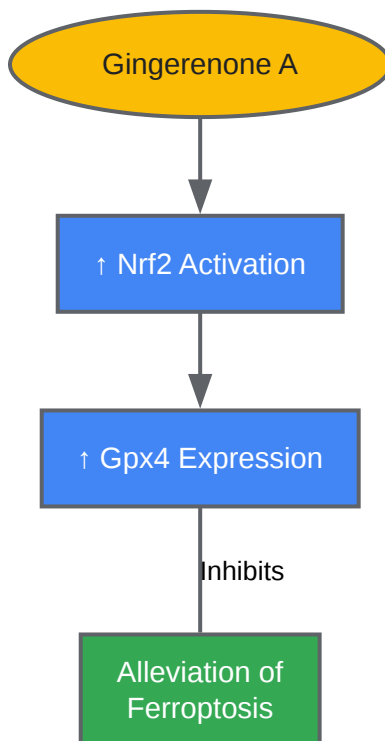 Gingerenone A
↑ Nrf2 Activation
↑ Gpx4 Expression
Inhibits
Alleviation of
Ferroptosis